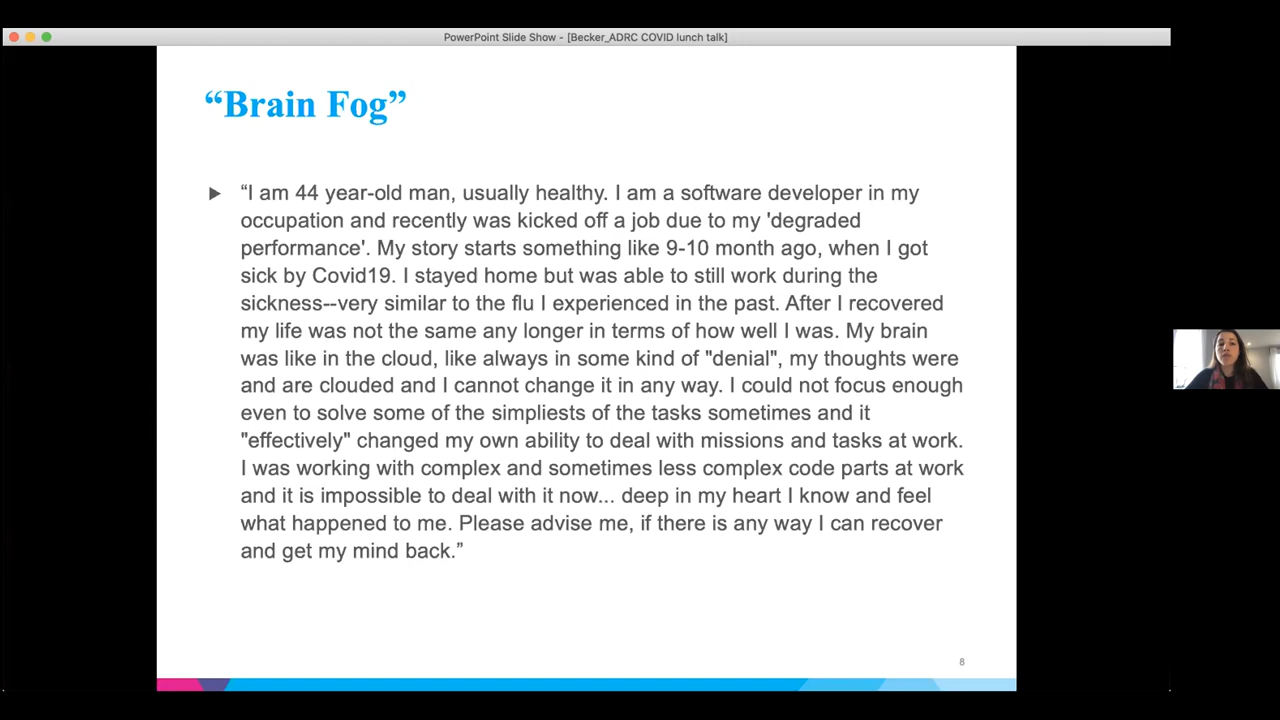 PowerPoint Slide Show - [Becker_ADRC COVID lunch talk]
“Brain Fog”
“I am 44 year-old man, usually healthy. I am a software developer in my
occupation and recently was kicked off a job due to my 'degraded
performance'. My story starts something like 9-10 month ago, when I got
sick by Covid19. I stayed home but was able to still work during the
sickness--very similar to the flu I experienced in the past. After I recovered
my life was not the same any longer in terms of how well I was. My brain
was like in the cloud, like always in some kind of "denial", my thoughts were
and are clouded and I cannot change it in any way. I could not focus enough
even to solve some of the simpliests of the tasks sometimes and it
"effectively" changed my own ability to deal with missions and tasks at work.
I was working with complex and sometimes less complex code parts at work
and it is impossible to deal with it now... deep in my heart I know and feel
what happened to me. Please advise me, if there is any way I can recover
and get my mind back.”
8